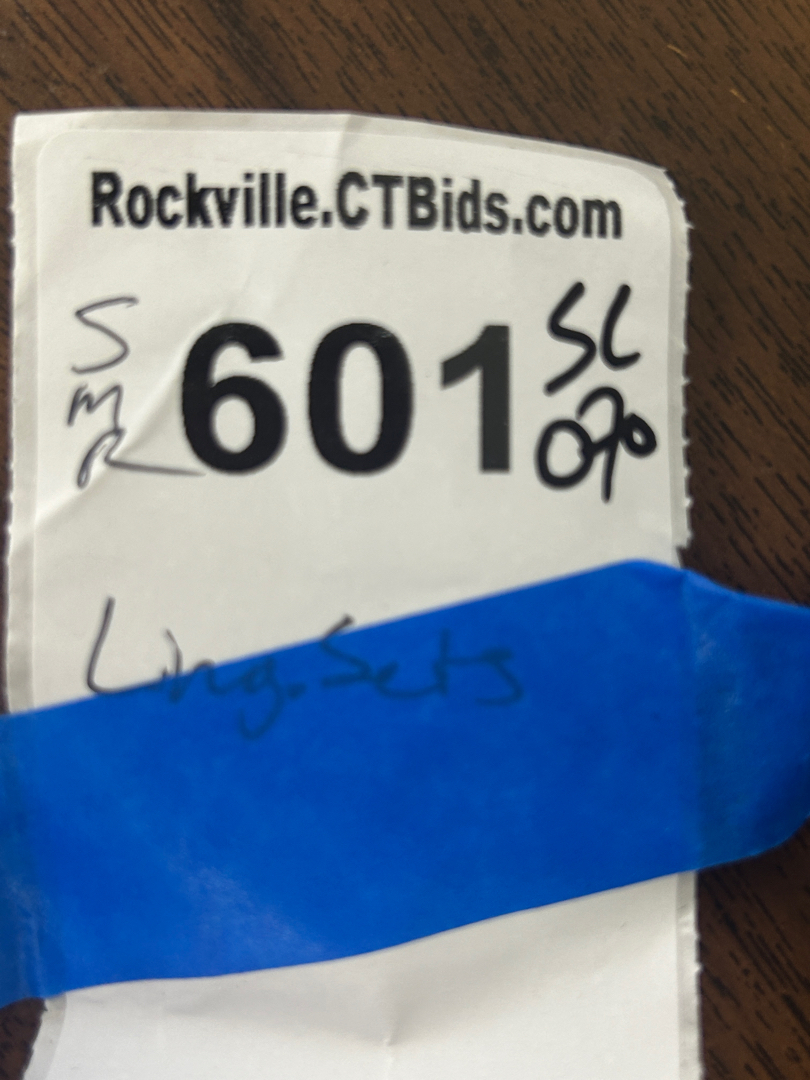 Rockville.CTBids.com
S
M
R
601
SC
070
Ling.Sets